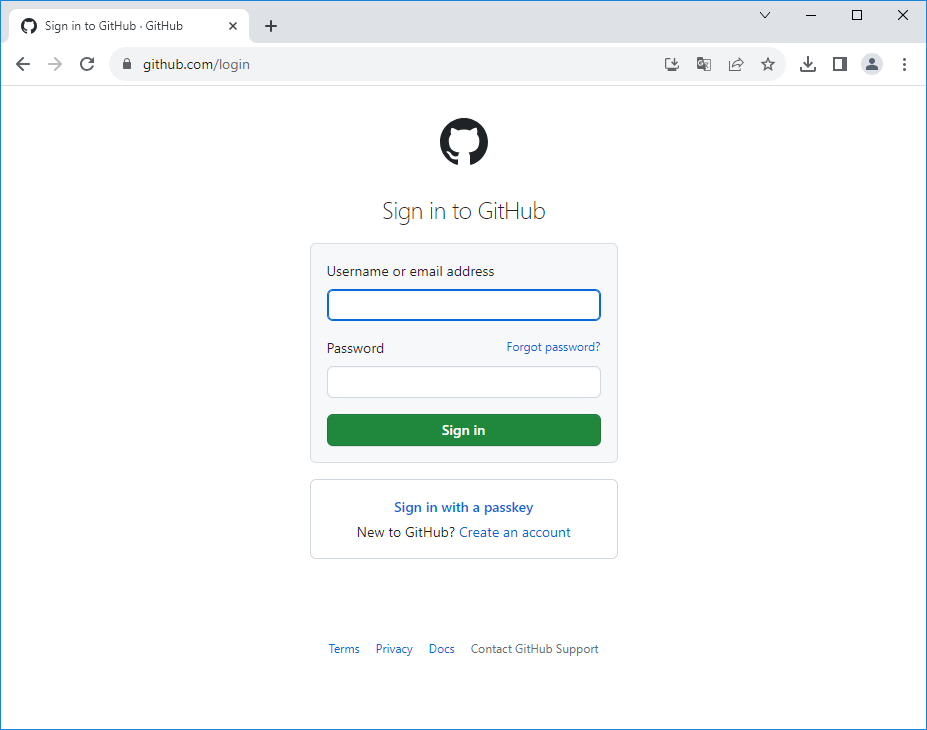 Sign in to GitHub · GitHub
github.com/login
Sign in to GitHub
Username or email address
Password Forgot password?
Sign in
Sign in with a passkey
New to GitHub? Create an account
Terms Privacy Docs Contact GitHub Support